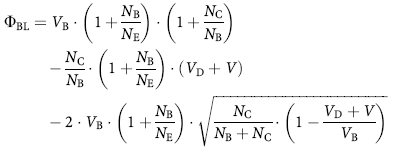 Φ_BL = V_B · (1 + N_B/N_E) · (1 + N_C/N_B)
− N_C/N_B · (1 + N_B/N_E) · (V_D + V)
− 2 · V_B · (1 + N_B/N_E) · √(N_C/(N_B + N_C) · (1 − (V_D + V)/V_B))